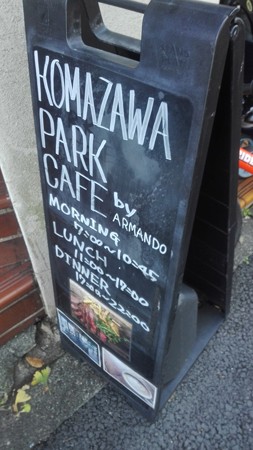 KOMAZAWA
PARK
CAFE by
ARMANDO
MORNING
7:00~10:45
LUNCH
11:00~17:00
DINNER
17:00~22:00